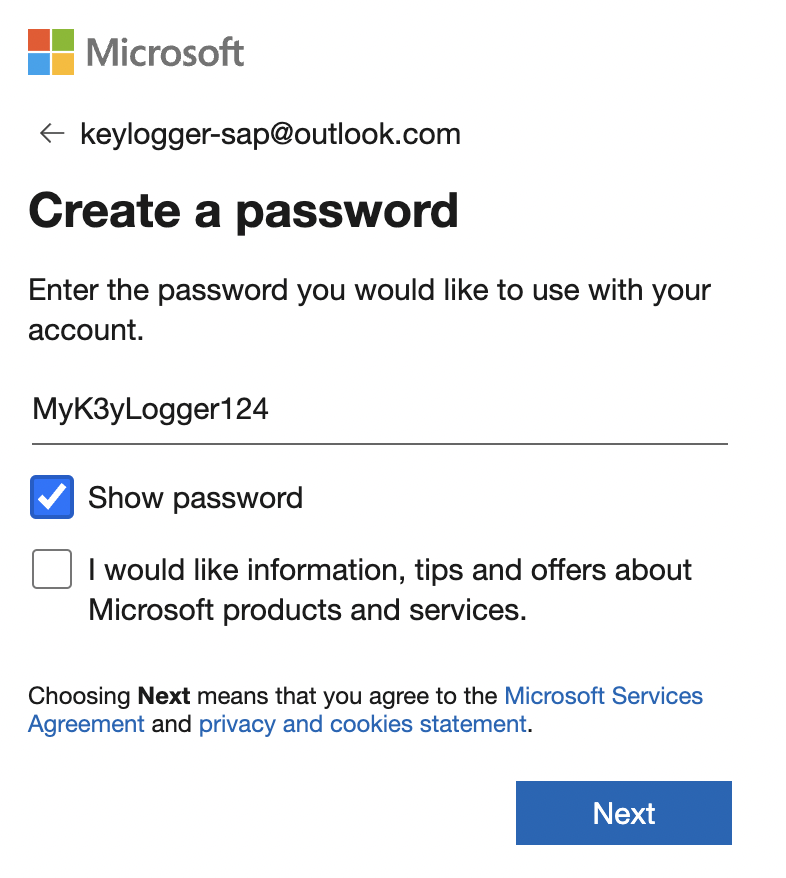 Microsoft
keylogger-sap@outlook.com
Create a password
Enter the password you would like to use with your
account.
MyK3yLogger124
Show password
I would like information, tips and offers about
Microsoft products and services.
Choosing Next means that you agree to the Microsoft Services
Agreement and privacy and cookies statement.
Next